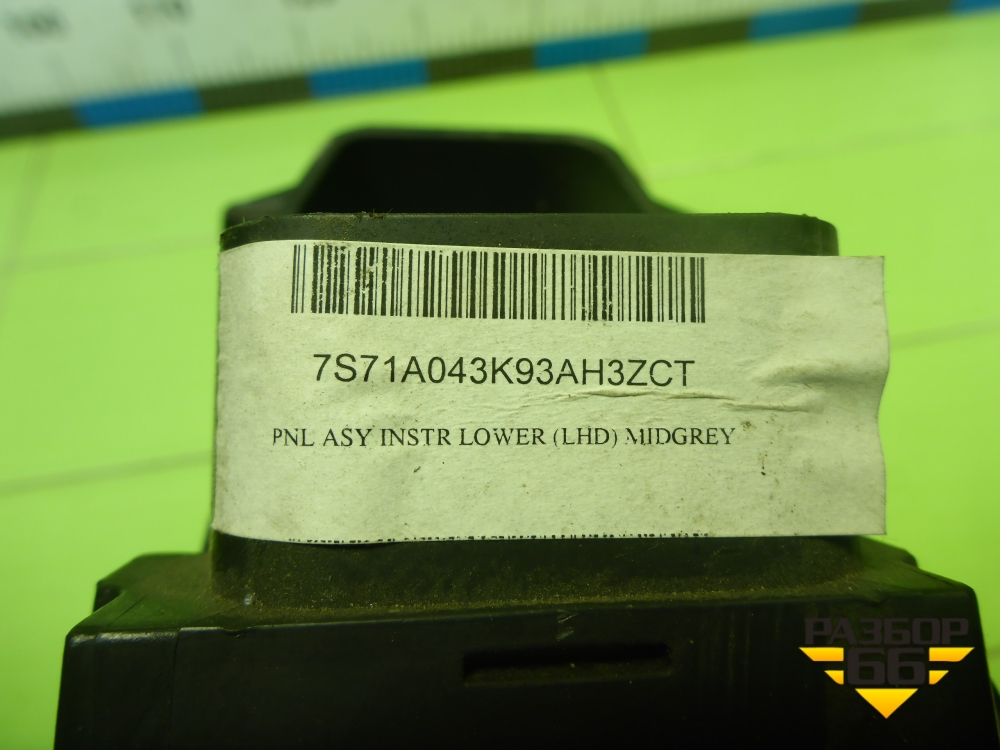 7S71A043K93AH3ZCT
PNL ASY INSTR LOWER (LHD) MIDGREY
РАЗБОР
66